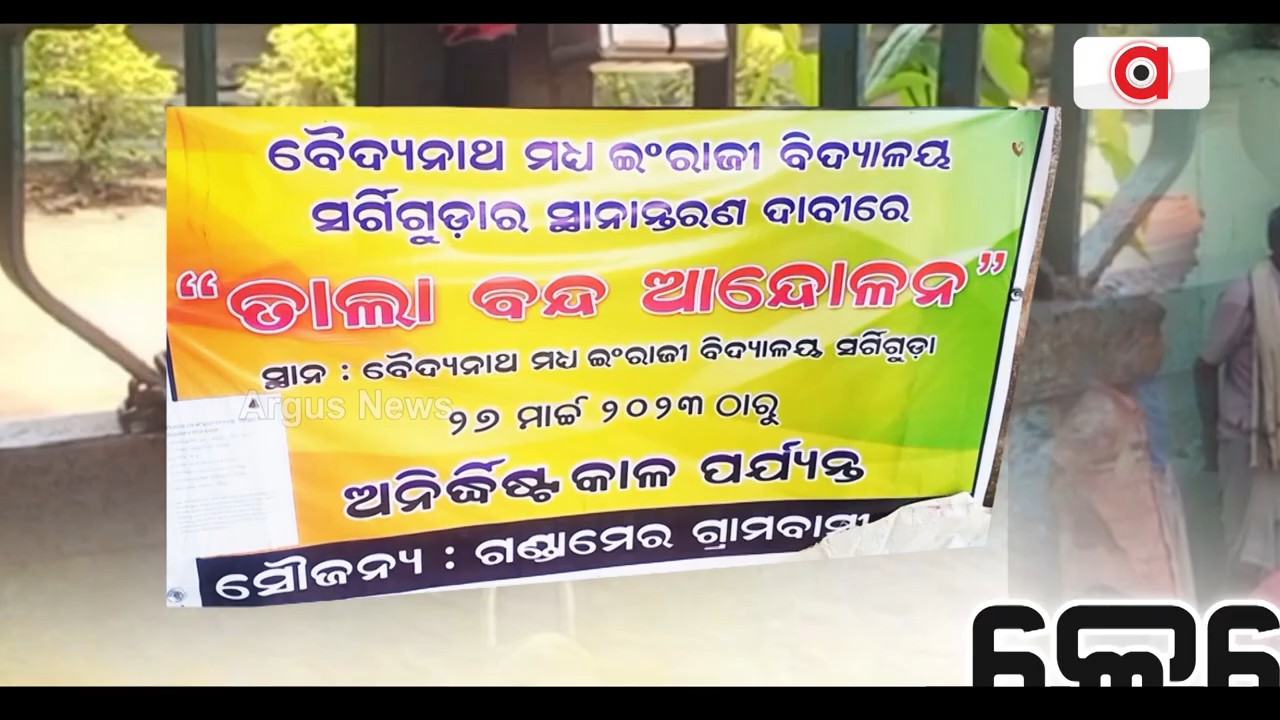 ବୈଦ୍ୟନାଥ ମଧ୍ୟ ଇଂରାଜୀ ବିଦ୍ୟାଳୟ
ସର୍ଗିଗୁଡ଼ାର ସ୍ଥାନାନ୍ତରଣ ଦାବୀରେ
“ତାଲା ବନ୍ଦ ଆନ୍ଦୋଳନ”
ସ୍ଥାନ : ବୈଦ୍ୟନାଥ ମଧ୍ୟ ଇଂରାଜୀ ବିଦ୍ୟାଳୟ, ସର୍ଗିଗୁଡ଼ା
Argus News
୨୭ ମାର୍ଚ୍ଚ ୨୦୨୩ ଠାରୁ
ଅନିର୍ଦ୍ଧିଷ୍ଟ କାଳ ପର୍ଯ୍ୟନ୍ତ
ସୌଜନ୍ୟ : ଗଣ୍ଡାମେର ଗ୍ରାମବାସୀ